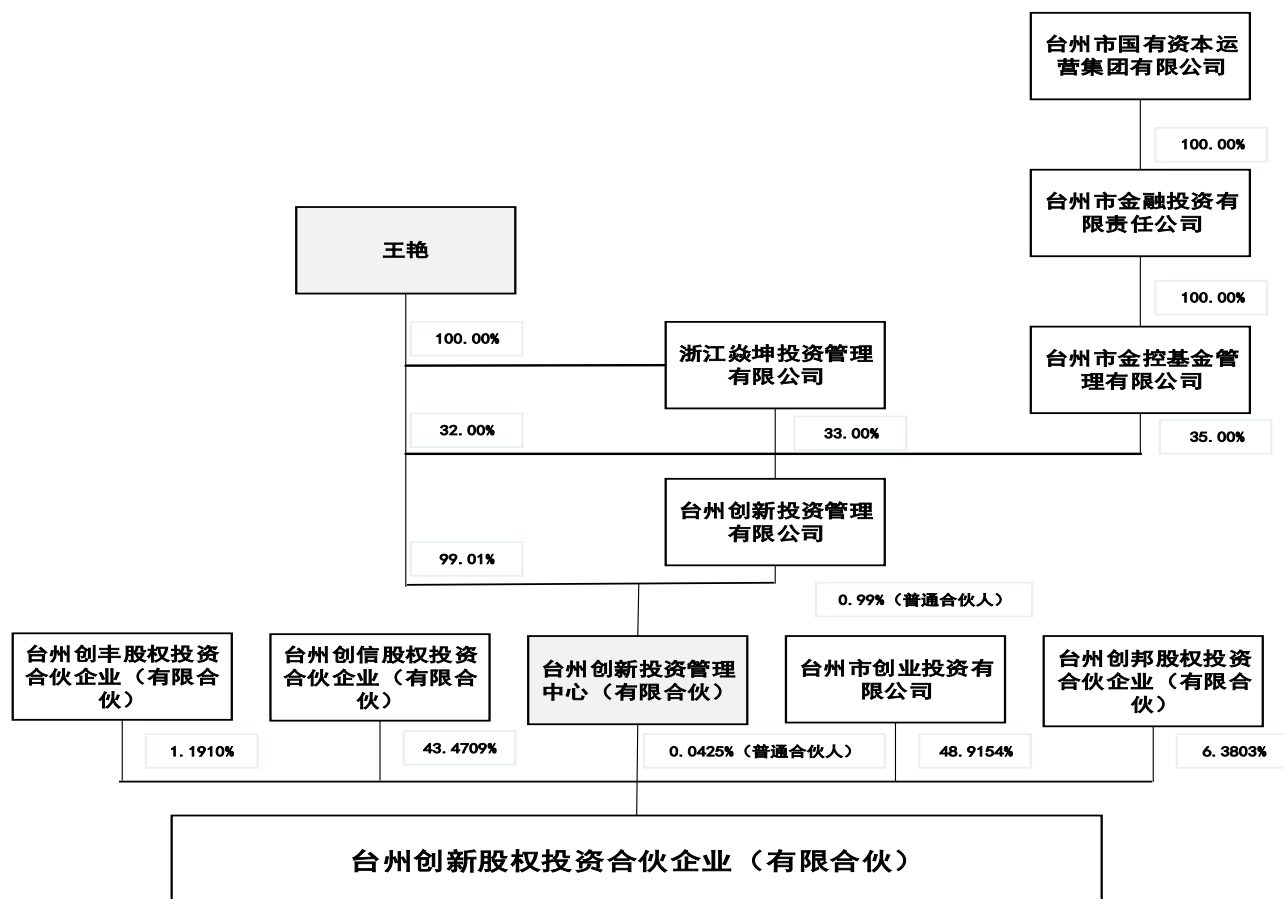 台州市国有资本运
营集团有限公司
100.00%
台州市金融投资有
限责任公司
王艳
100.00%
100.00%
浙江焱坤投资管理
有限公司
台州市金控基金管
理有限公司
32.00%
33.00%
35.00%
台州创新投资管理
有限公司
99.01%
0.99%（普通合伙人）
台州创丰股权投资
合伙企业（有限合
伙）
台州创信股权投资
合伙企业（有限合
伙）
台州创新投资管理
中心（有限合伙）
台州市创业投资有
限公司
台州创邦股权投资
合伙企业（有限合
伙）
1.1910%
43.4709%
0.0425%（普通合伙人）
48.9154%
6.3803%
台州创新股权投资合伙企业（有限合伙）